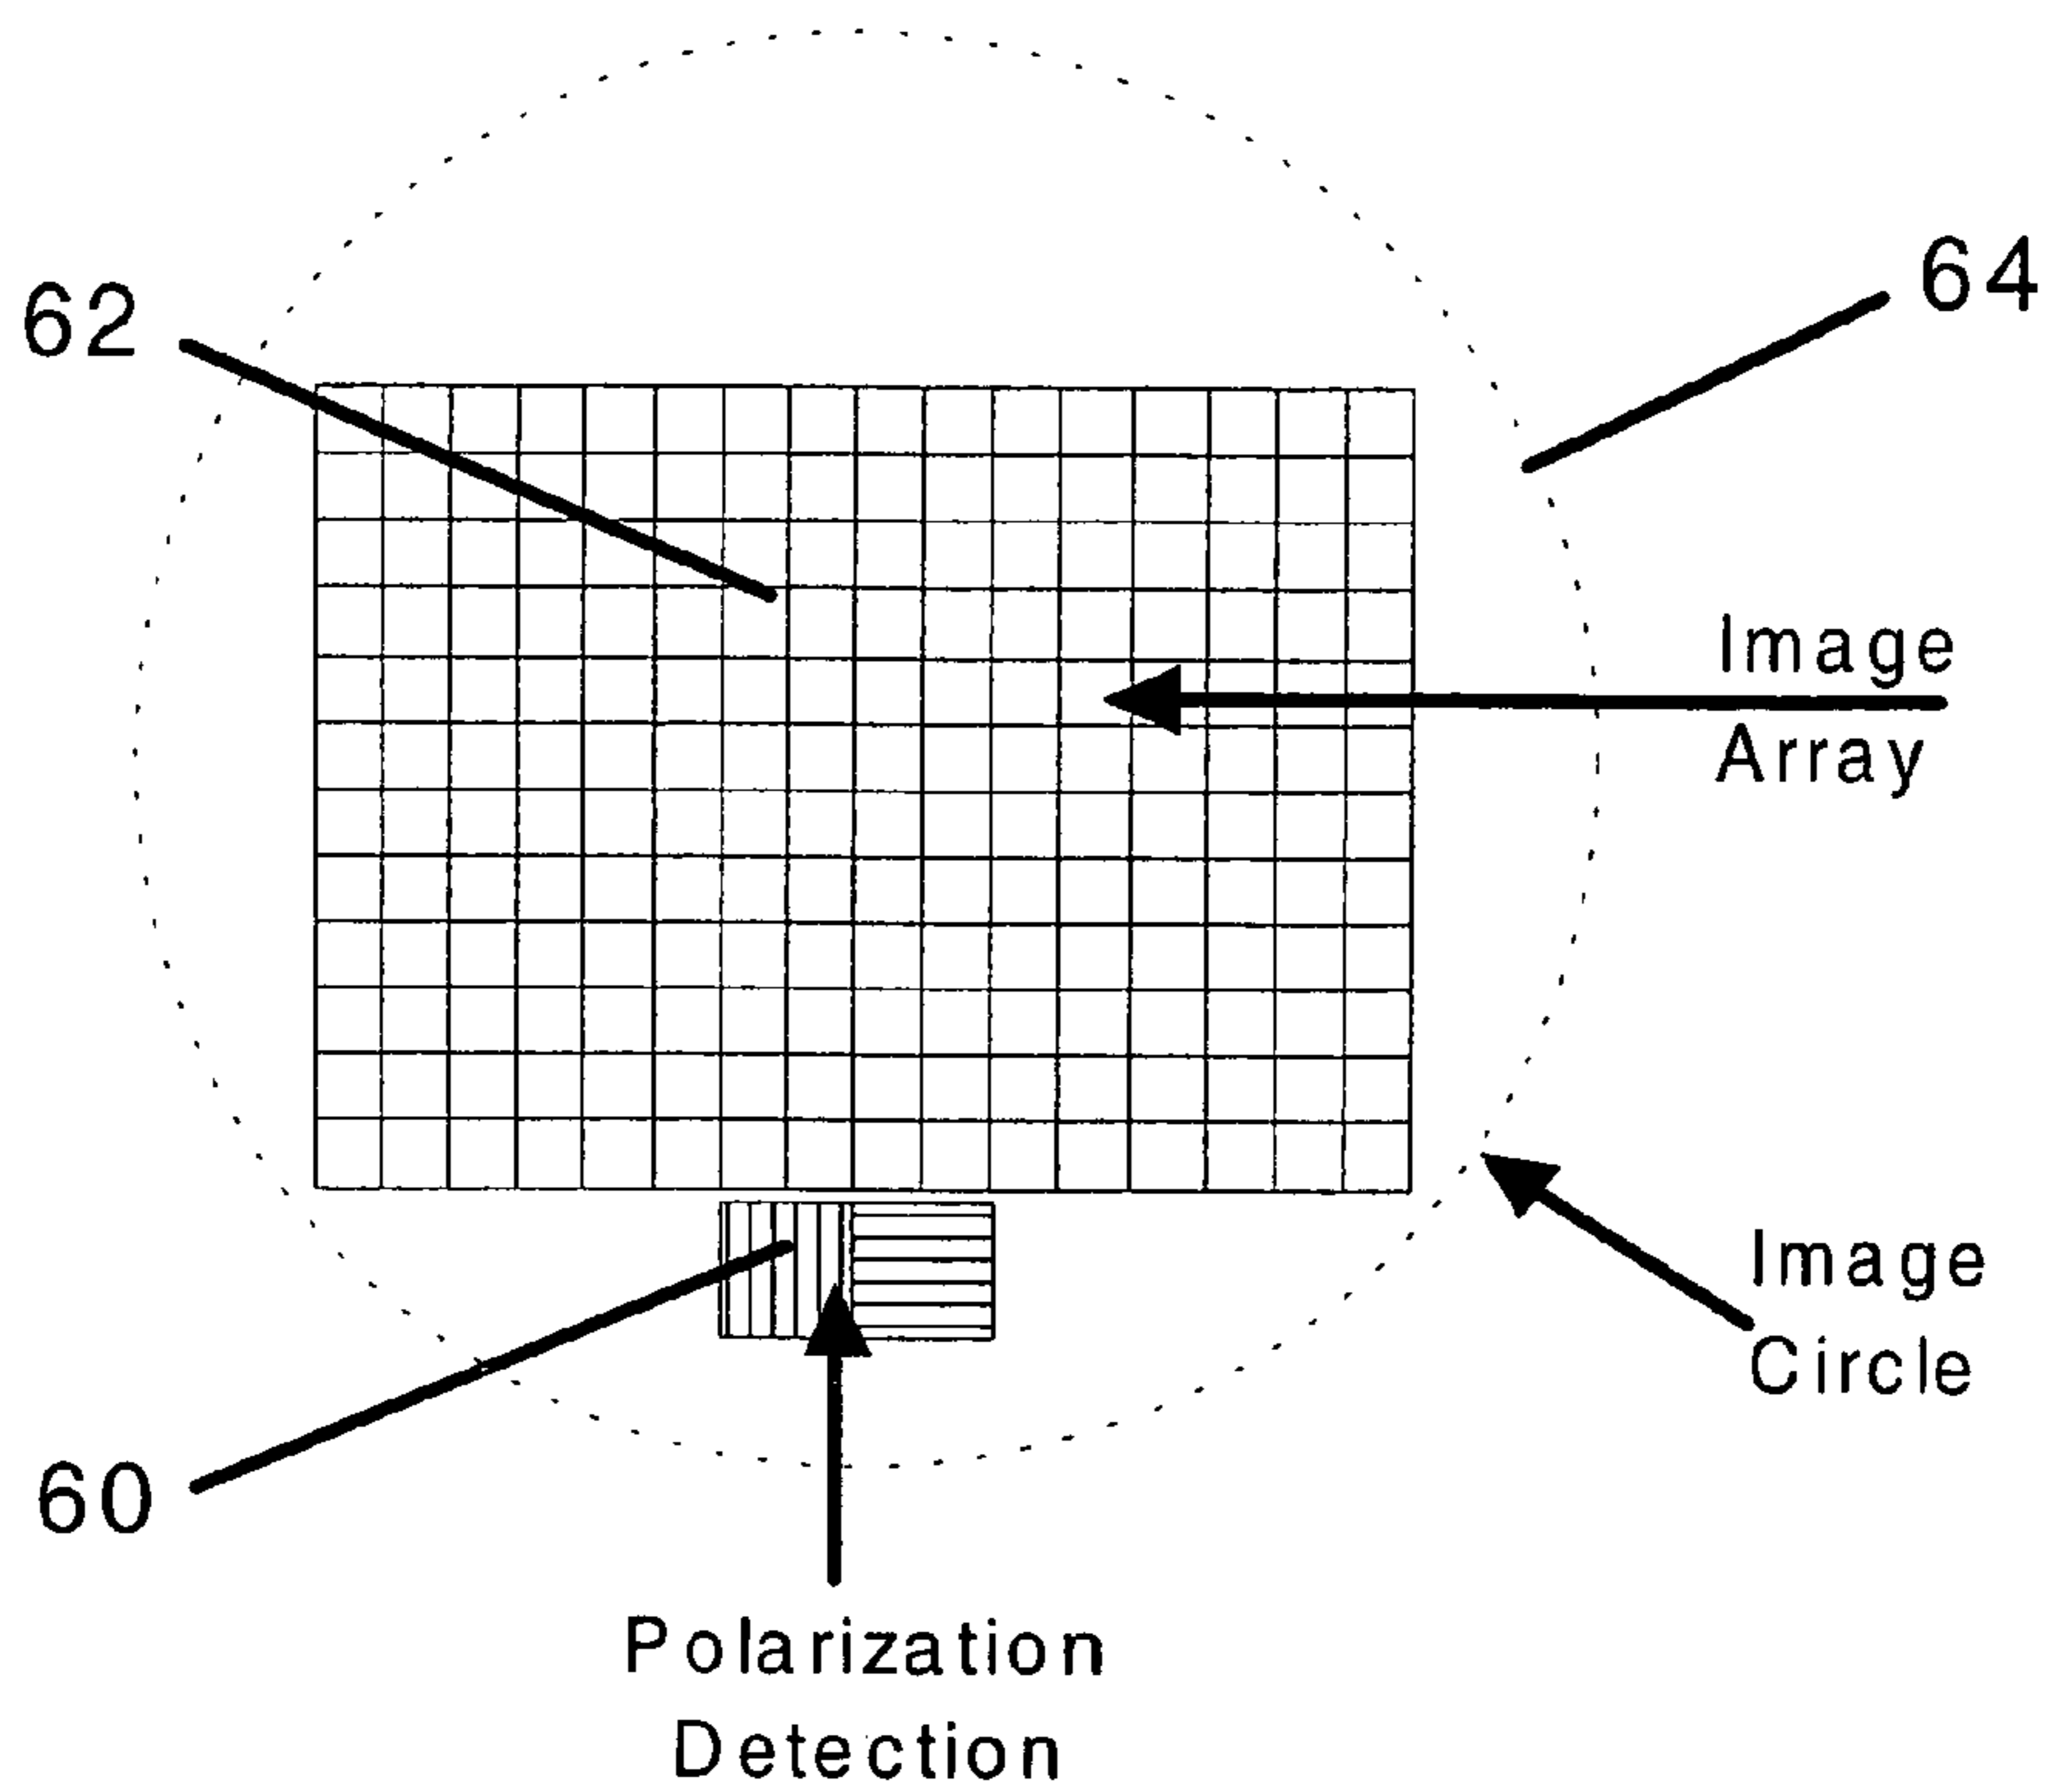 64
62
Image
Array
Image
Circle
60
Polarization
Detection